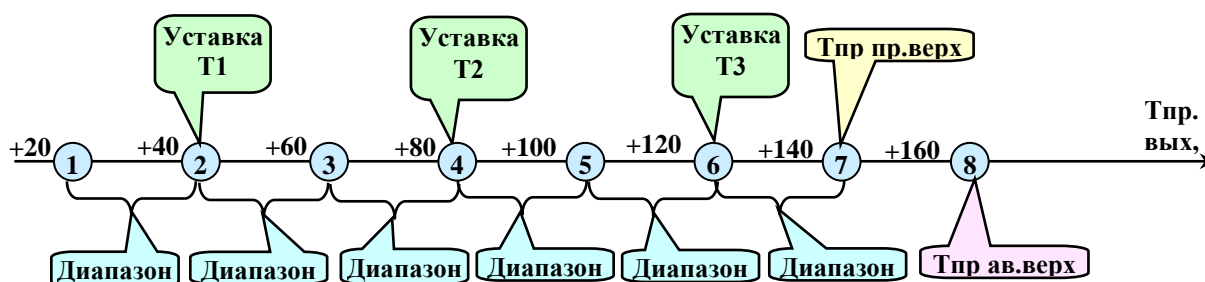 Уставка
Т1
Уставка
Т2
Уставка
Т3
Тпр пр.верх
Тпр.
вых,
+20 1 +40 2 +60 3 +80 4 +100 5 +120 6 +140 7 +160 8
Диапазон Диапазон Диапазон Диапазон Диапазон Диапазон Тпр ав.верх